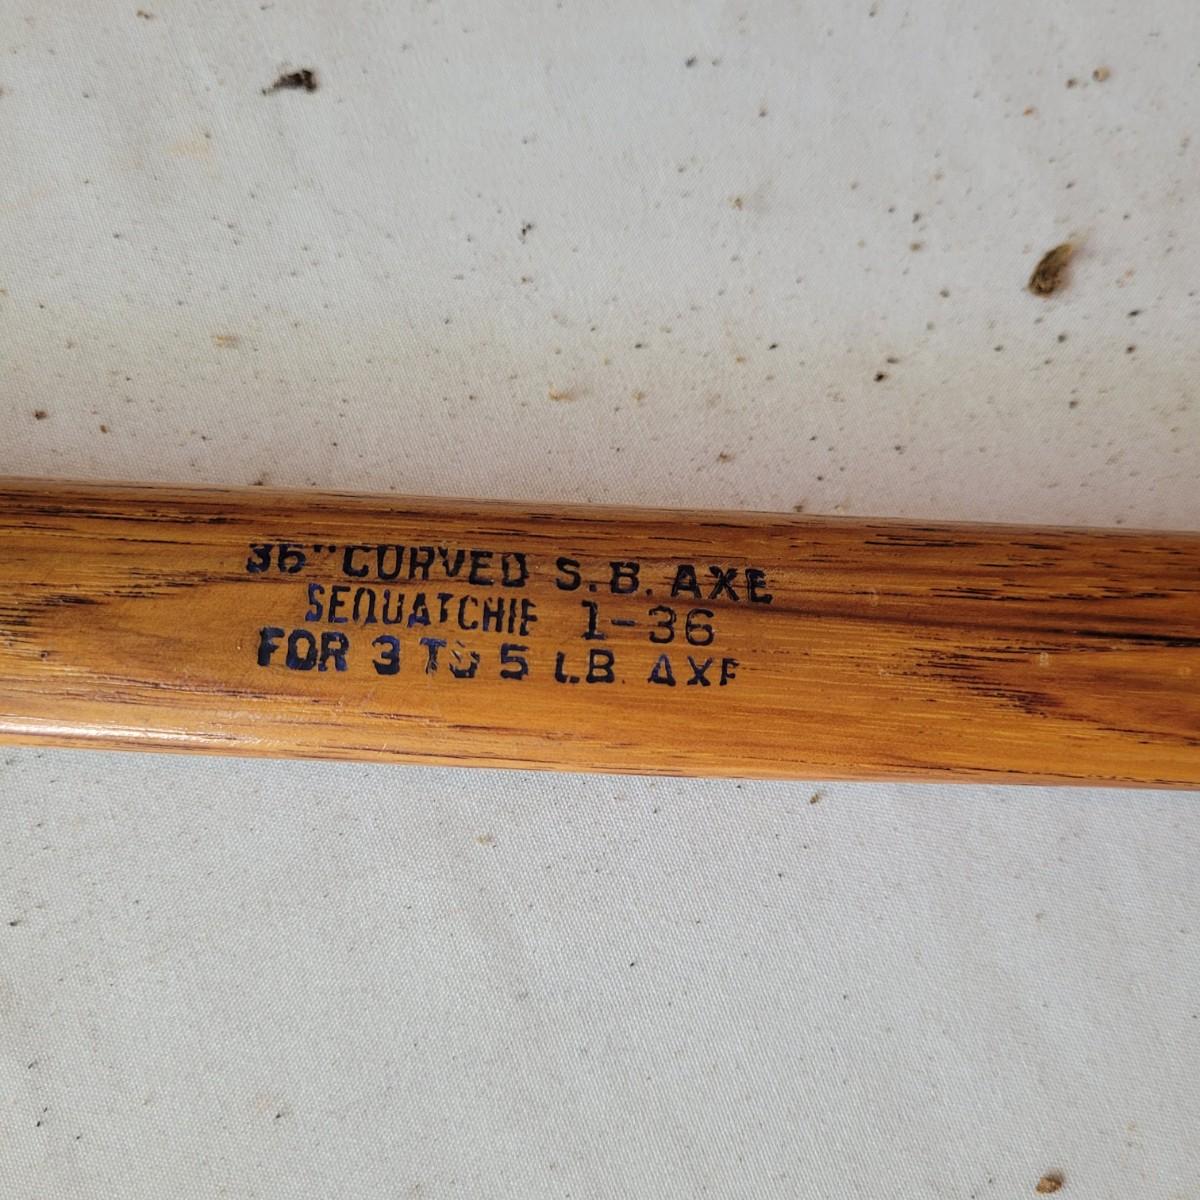 36" CURVED S.B. AXE
SEQUATCHIE 1-36
FOR 3 TO 5 LB. AXE